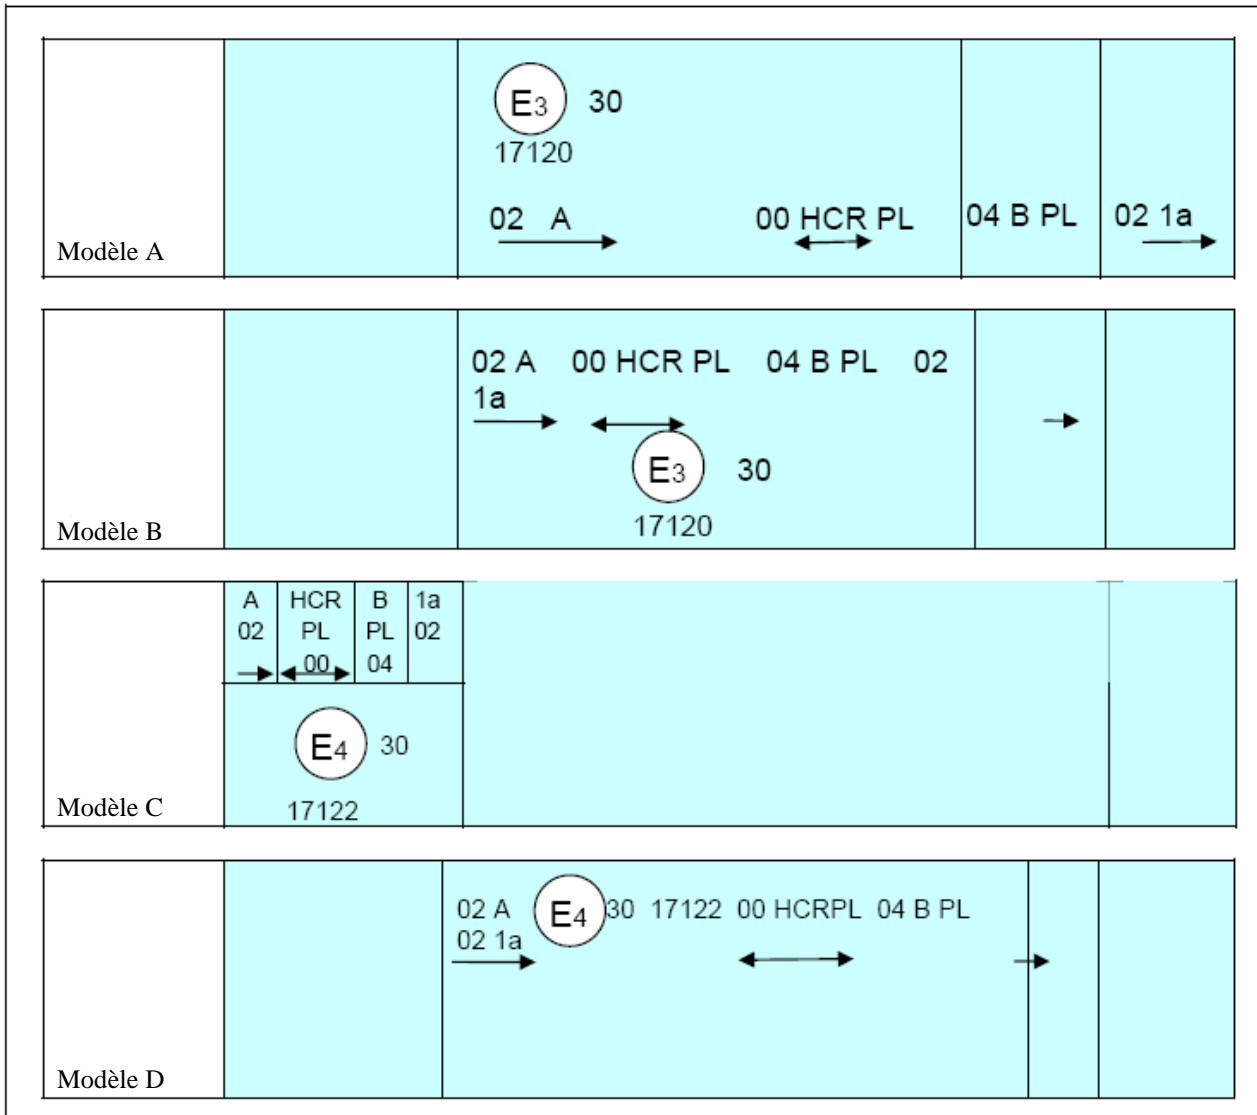 E3 30
17120
02 A 00 HCR PL 04 B PL 02 1a
Modèle A
02 A 00 HCR PL 04 B PL 02
1a
E3 30
17120
Modèle B
A HCR B 1a
02 PL PL 02
00 04
E4 30
17122
Modèle C
02 A E4 30 17122 00 HCRPL 04 B PL
02 1a
Modèle D